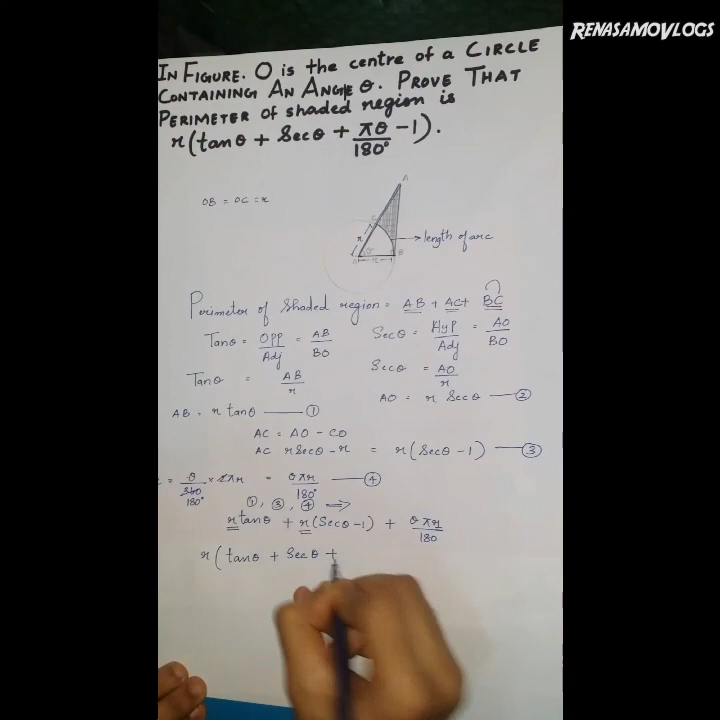 RENASAMOVLOGS
IN FIGURE. O is the centre of a CIRCLE
CONTAINING AN ANGLE θ. PROVE THAT
PERIMETER of shaded region is
r(tanθ + Secθ + πθ/180° - 1).
OB = OC = r
A
C
r
θ
O
r
B
length of arc
Perimeter of Shaded region = AB + AC + BC
Tanθ = Opp/Adj = AB/BO
Secθ = Hyp/Adj = AO/BO
Tanθ = AB/r
Secθ = AO/r
AB = r tanθ —— ①
AO = r Secθ —— ②
AC = AO - CO
AC rSecθ - r = r(Secθ - 1) —— ③
= θ/360 180° × 2πr = θπr/180° —— ④
①, ③, ④ ⇒
rtanθ + r(Secθ - 1) + θπr/180
r(tanθ + Secθ +